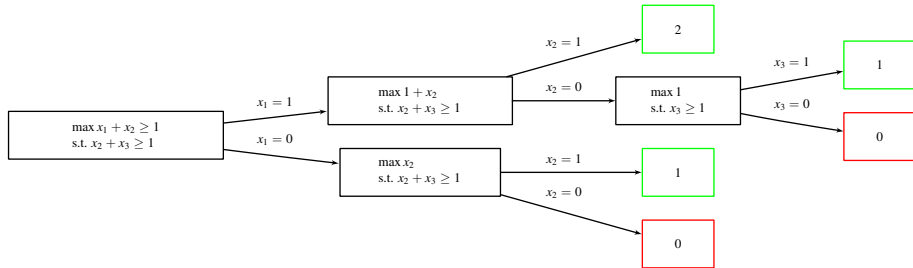 max x₁ + x₂ ≥ 1
s.t. x₂ + x₃ ≥ 1
x₁ = 1
x₁ = 0
max 1 + x₂
s.t. x₂ + x₃ ≥ 1
x₂ = 1
x₂ = 0
2
max 1
s.t. x₃ ≥ 1
x₃ = 1
x₃ = 0
1
0
max x₂
s.t. x₂ + x₃ ≥ 1
x₂ = 1
x₂ = 0
1
0